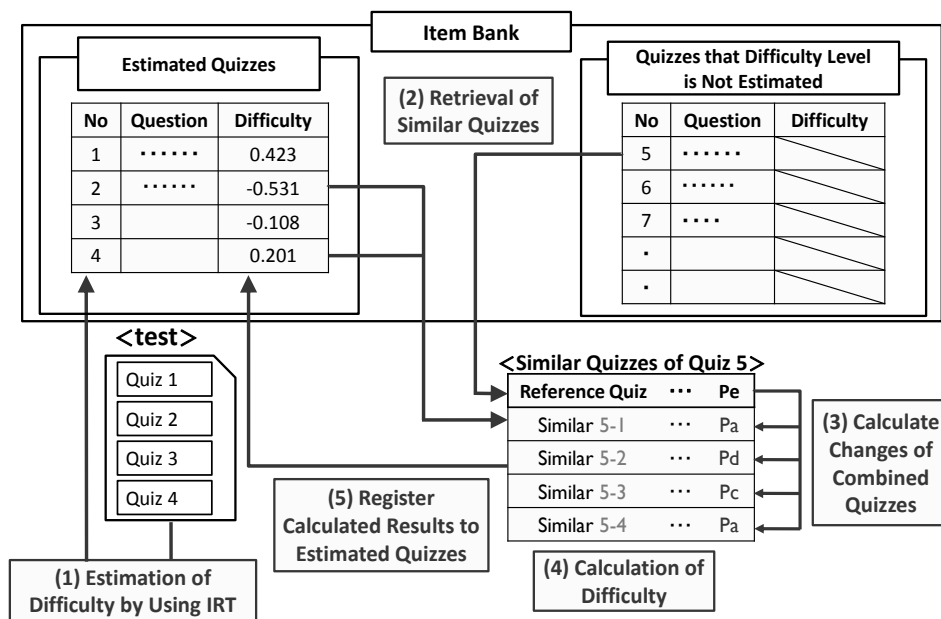 Item Bank
Estimated Quizzes
No Question Difficulty
1 ······ 0.423
2 ······ -0.531
3 -0.108
4 0.201
(2) Retrieval of
Similar Quizzes
Quizzes that Difficulty Level
is Not Estimated
No Question Difficulty
5 ······
6 ······
7 ····
·
·
<test>
Quiz 1
Quiz 2
Quiz 3
Quiz 4
(1) Estimation of
Difficulty by Using IRT
<Similar Quizzes of Quiz 5>
Reference Quiz ··· Pe
Similar 5-1 ··· Pa
Similar 5-2 ··· Pd
Similar 5-3 ··· Pc
Similar 5-4 ··· Pa
(3) Calculate
Changes of
Combined
Quizzes
(5) Register
Calculated Results to
Estimated Quizzes
(4) Calculation of
Difficulty